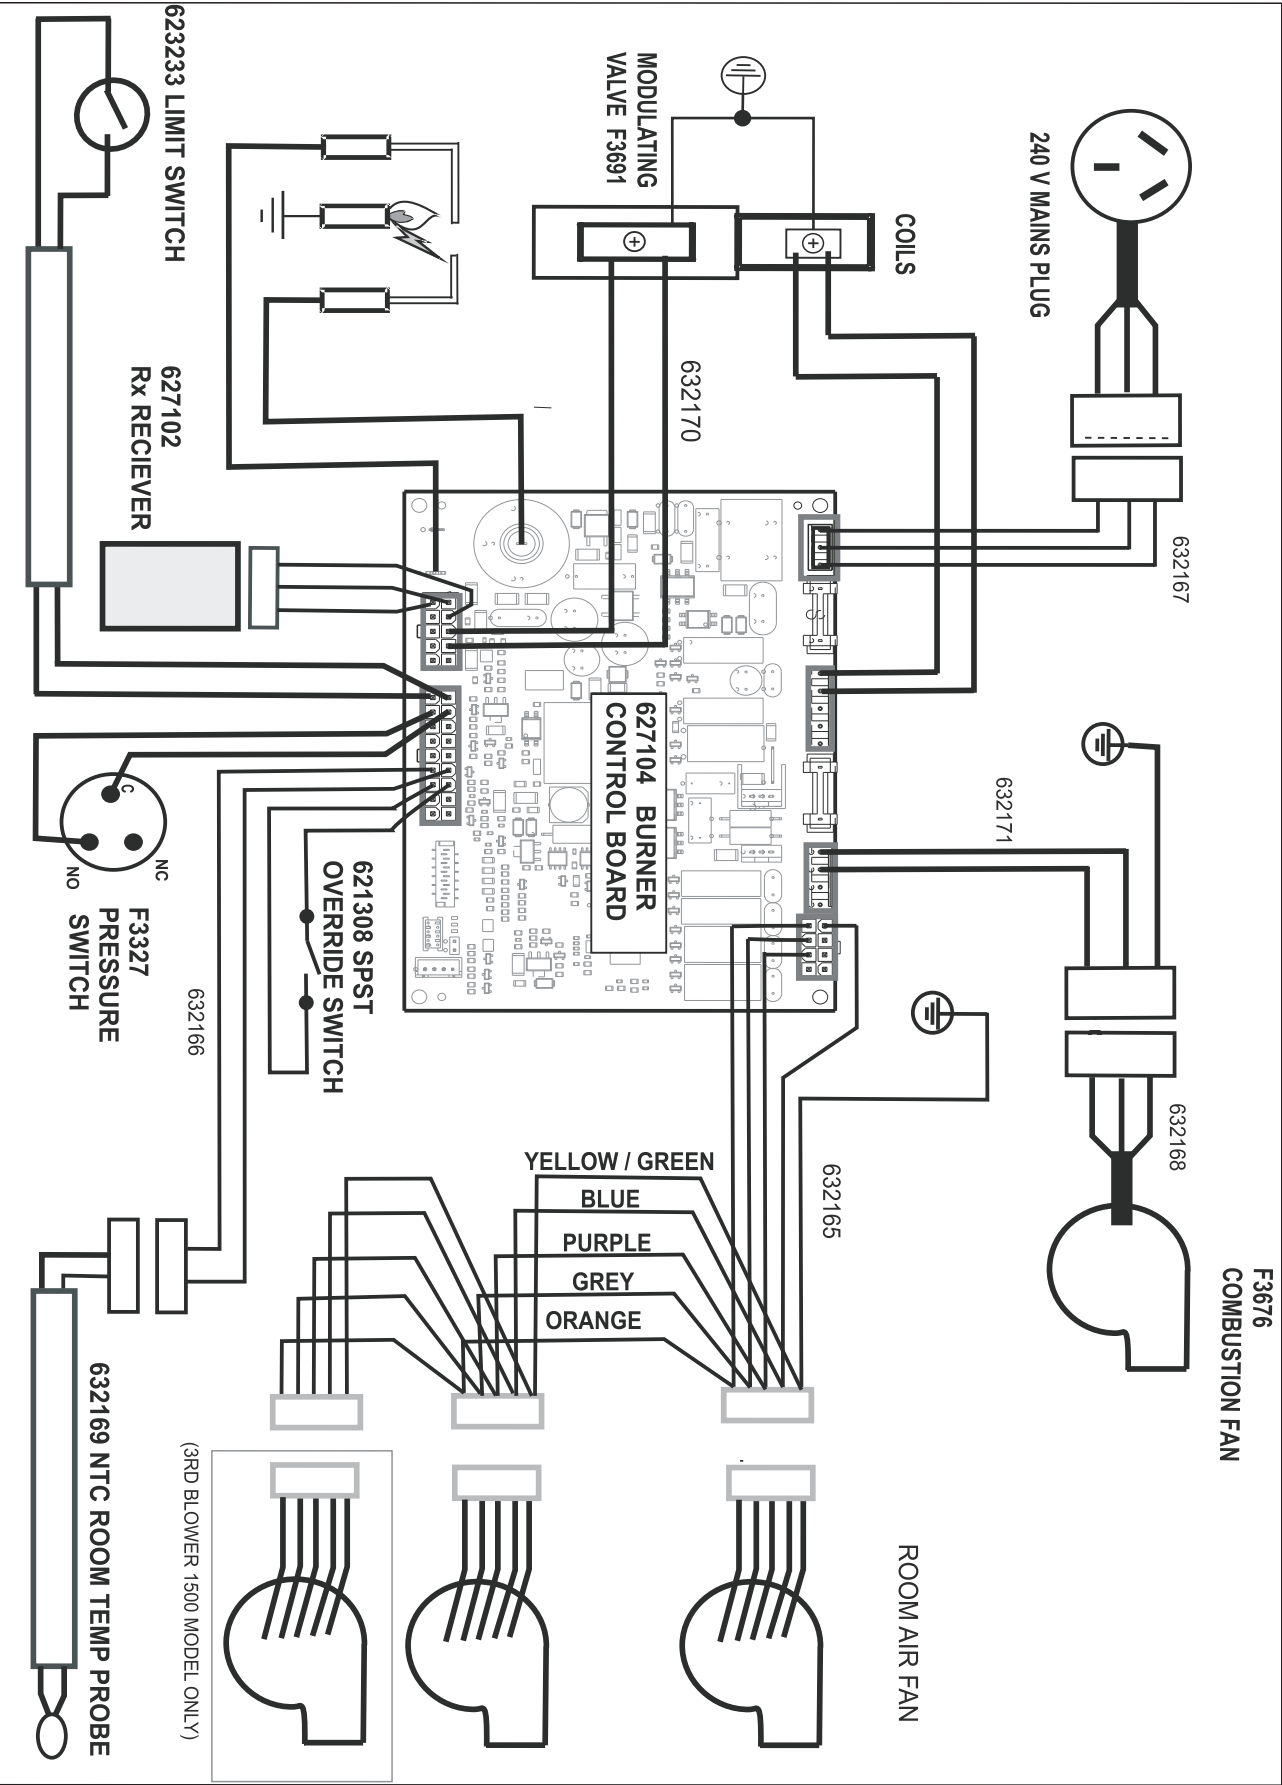 623233 LIMIT SWITCH
MODULATING
VALVE F3691
COILS
240 V MAINS PLUG
632170
632167
627102
Rx RECIEVER
627104 BURNER
CONTROL BOARD
632171
C
NC
NO
F3327
PRESSURE
SWITCH
621308 SPST
OVERRIDE SWITCH
632166
632168
632165
F3676
COMBUSTION FAN
YELLOW / GREEN
BLUE
PURPLE
GREY
ORANGE
ROOM AIR FAN
632169 NTC ROOM TEMP PROBE
(3RD BLOWER 1500 MODEL ONLY)